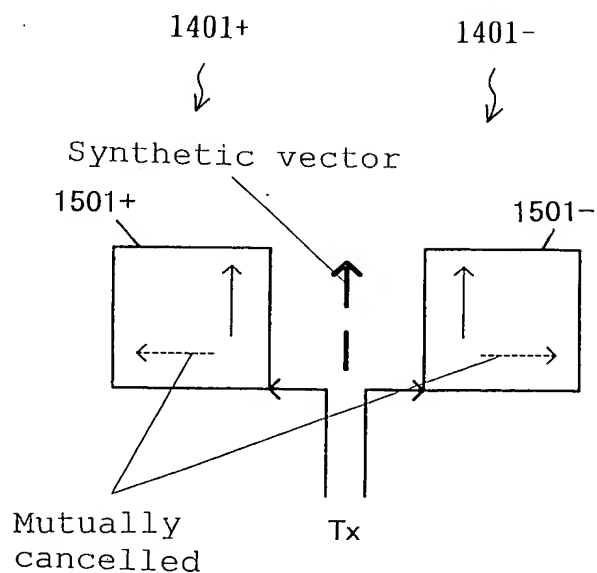 1401+
1401-
Synthetic vector
1501+
1501-
Mutually
cancelled
Tx